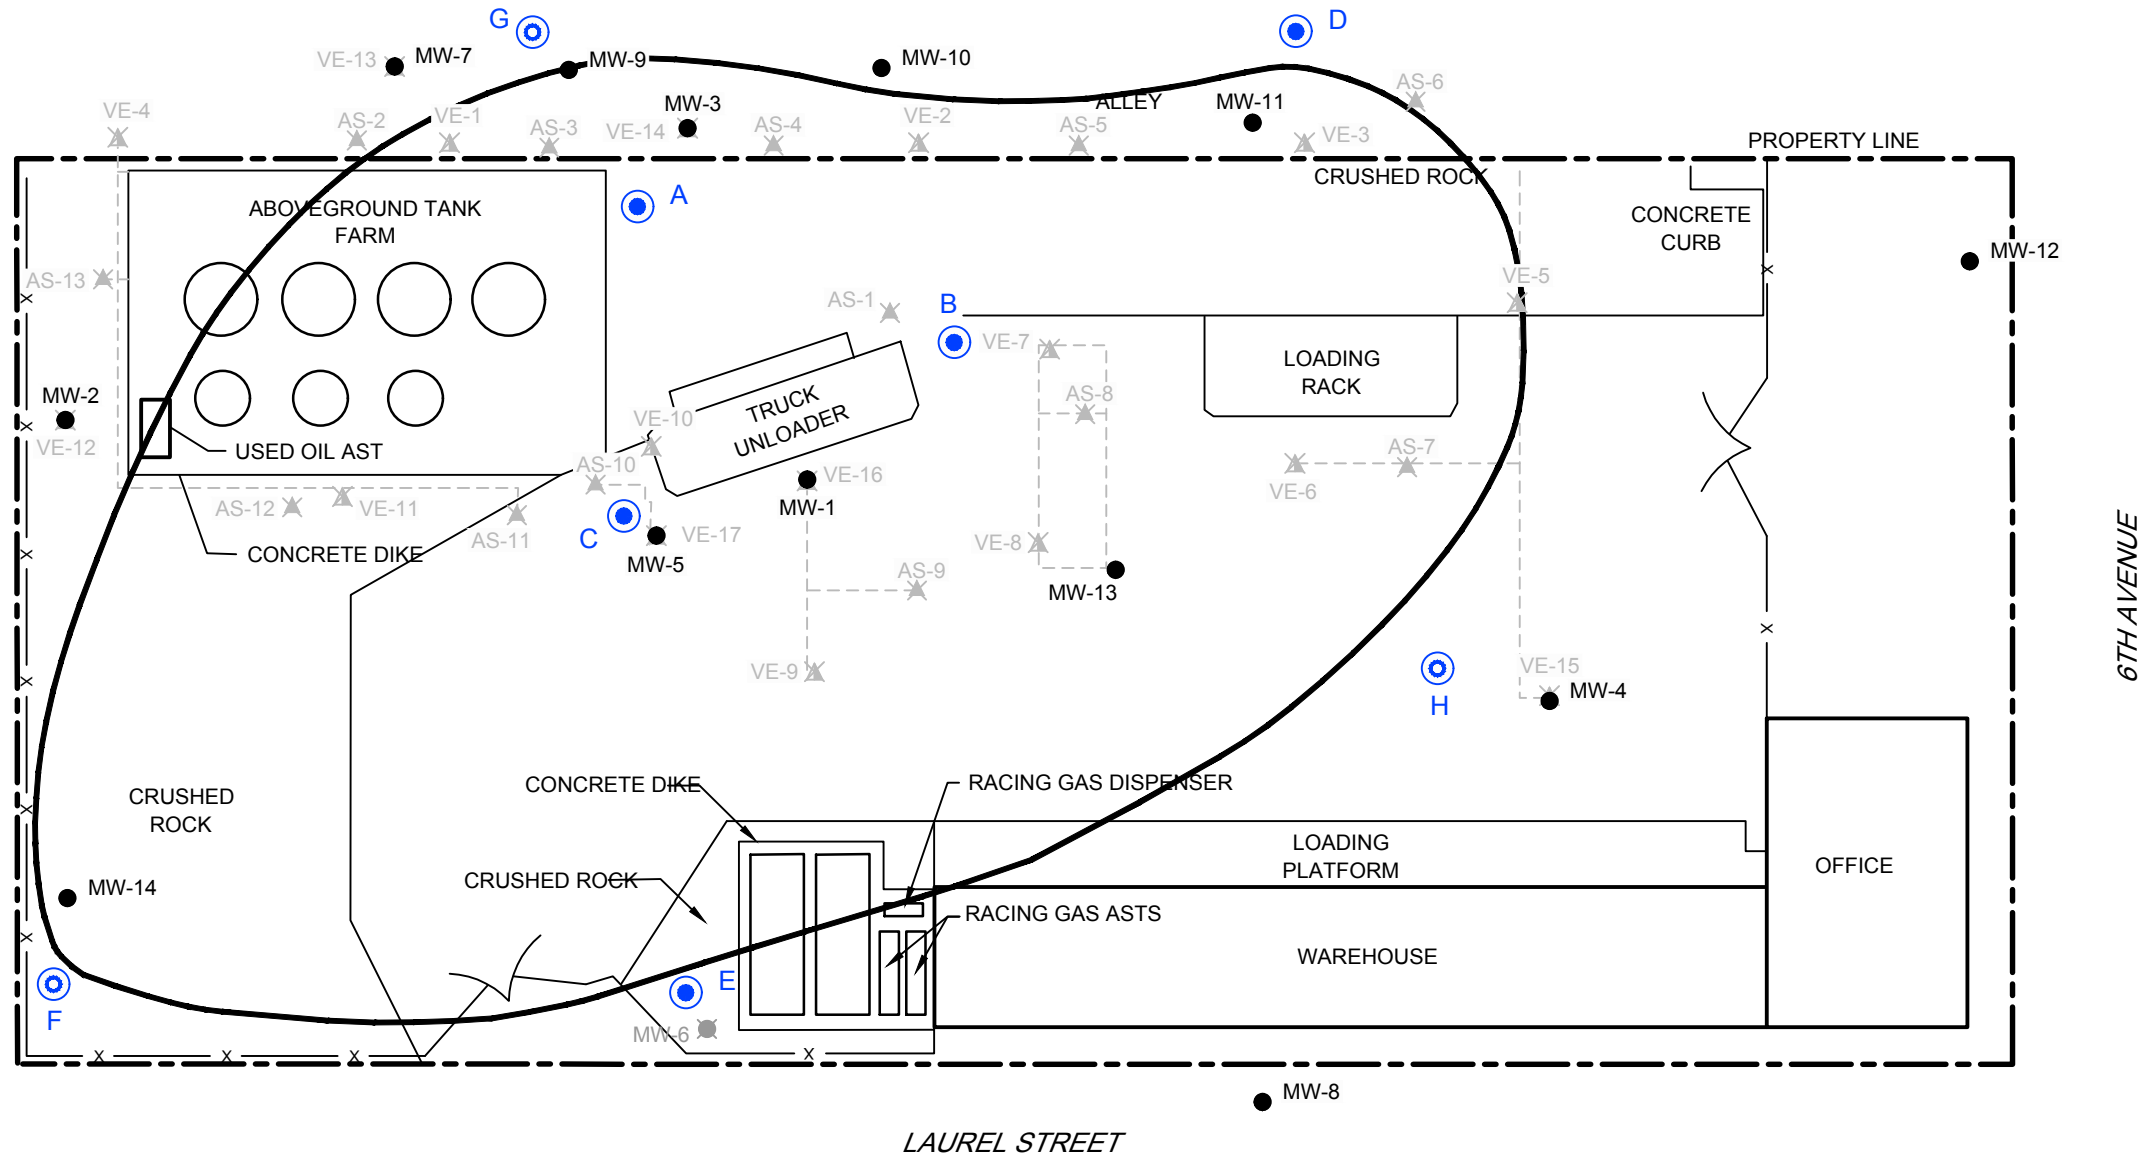 G
D
VE-13
MW-7
MW-9
MW-10
AS-6
VE-4
AS-2
VE-1
AS-3
VE-14
MW-3
AS-4
VE-2
AS-5
ALLEY
MW-11
VE-3
PROPERTY LINE
CRUSHED ROCK
A
ABOVEGROUND TANK
FARM
CONCRETE
CURB
MW-12
AS-13
X
X
VE-5
AS-1
B
VE-7
LOADING
RACK
MW-2
VE-12
X
AS-8
TRUCK
UNLOADER
VE-10
USED OIL AST
AS-10
VE-16
MW-1
AS-7
VE-6
AS-12
VE-11
AS-11
C
VE-17
MW-5
VE-8
X
CONCRETE DIKE
AS-9
MW-13
6TH AVENUE
X
VE-9
X
H
VE-15
MW-4
CONCRETE DIKE
RACING GAS DISPENSER
CRUSHED
ROCK
X
LOADING
PLATFORM
OFFICE
MW-14
CRUSHED ROCK
RACING GAS ASTS
X
WAREHOUSE
E
F
MW-6
X
X
X
X
MW-8
LAUREL STREET